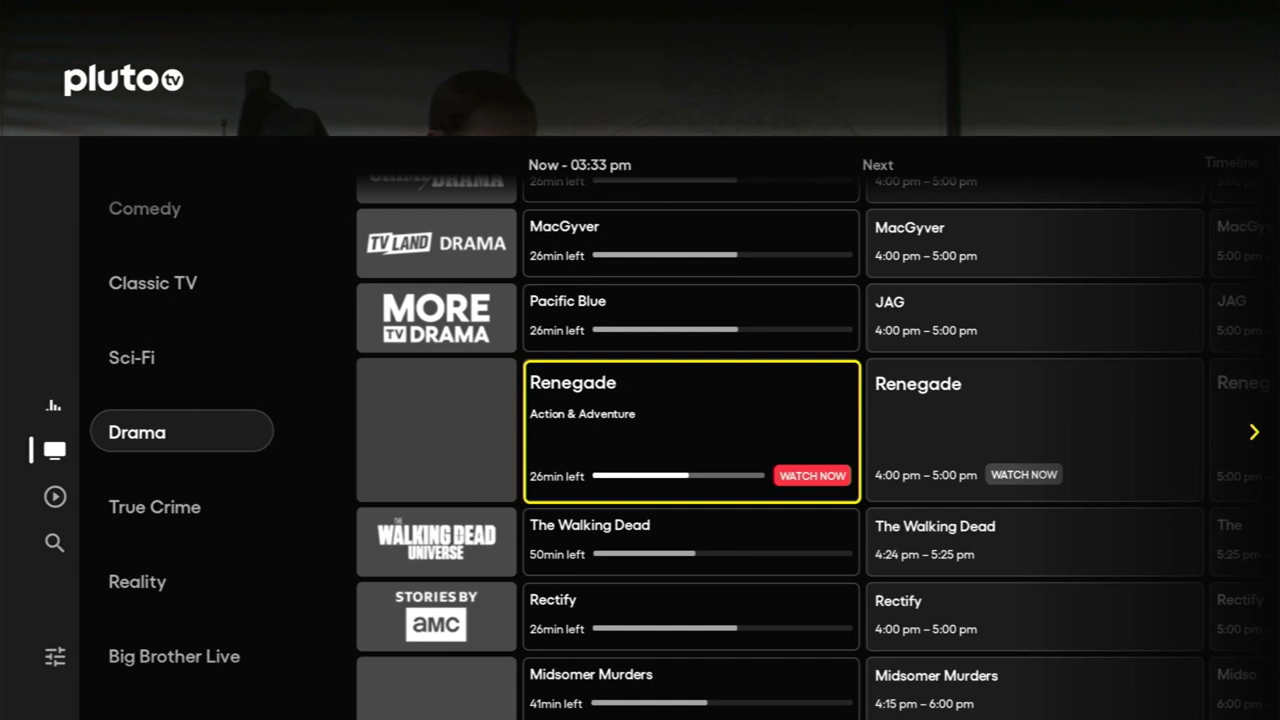 pluto tv
Now - 03:33 pm
Next
Timeline
DRAMA
26min left
4:00 pm – 5:00 pm
5:00 pm –
Comedy
Classic TV
Sci-Fi
Drama
True Crime
Reality
Big Brother Live
TV LAND DRAMA
MacGyver
26min left
MacGyver
4:00 pm – 5:00 pm
MacGyv
5:00 pm –
MORE
TV DRAMA
Pacific Blue
26min left
JAG
4:00 pm – 5:00 pm
JAG
5:00 pm –
Renegade
Action & Adventure
26min left
WATCH NOW
Renegade
4:00 pm – 5:00 pm
WATCH NOW
Reneg
5:00 pm –
THE
WALKING DEAD
UNIVERSE
The Walking Dead
50min left
The Walking Dead
4:24 pm – 5:25 pm
The
5:25 pm –
STORIES BY
aMC
Rectify
26min left
Rectify
4:00 pm – 5:00 pm
Rectify
5:00 pm –
Midsomer Murders
41min left
Midsomer Murders
4:15 pm – 6:00 pm
Midso
6:00 pm –